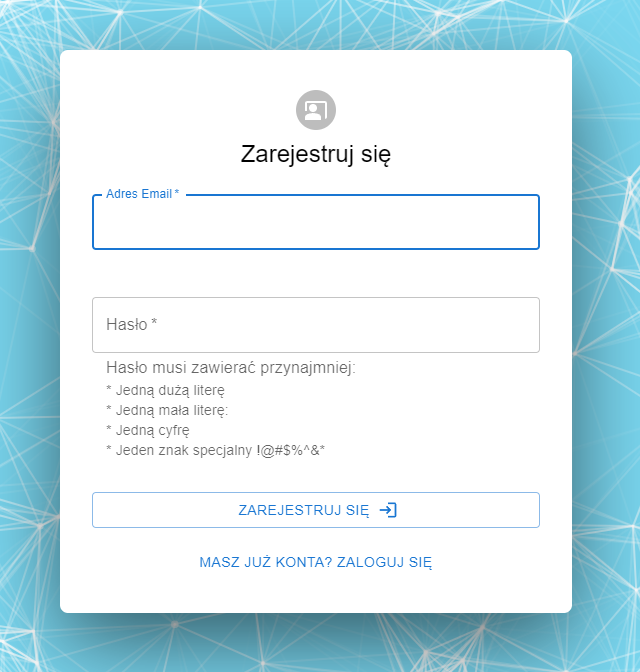 Zarejestruj się
Adres Email *
Hasło *
Hasło musi zawierać przynajmniej:
* Jedną dużą literę
* Jedną mała literę:
* Jedną cyfrę
* Jeden znak specjalny !@#$%^&*
ZAREJESTRUJ SIĘ
MASZ JUŻ KONTA? ZALOGUJ SIĘ